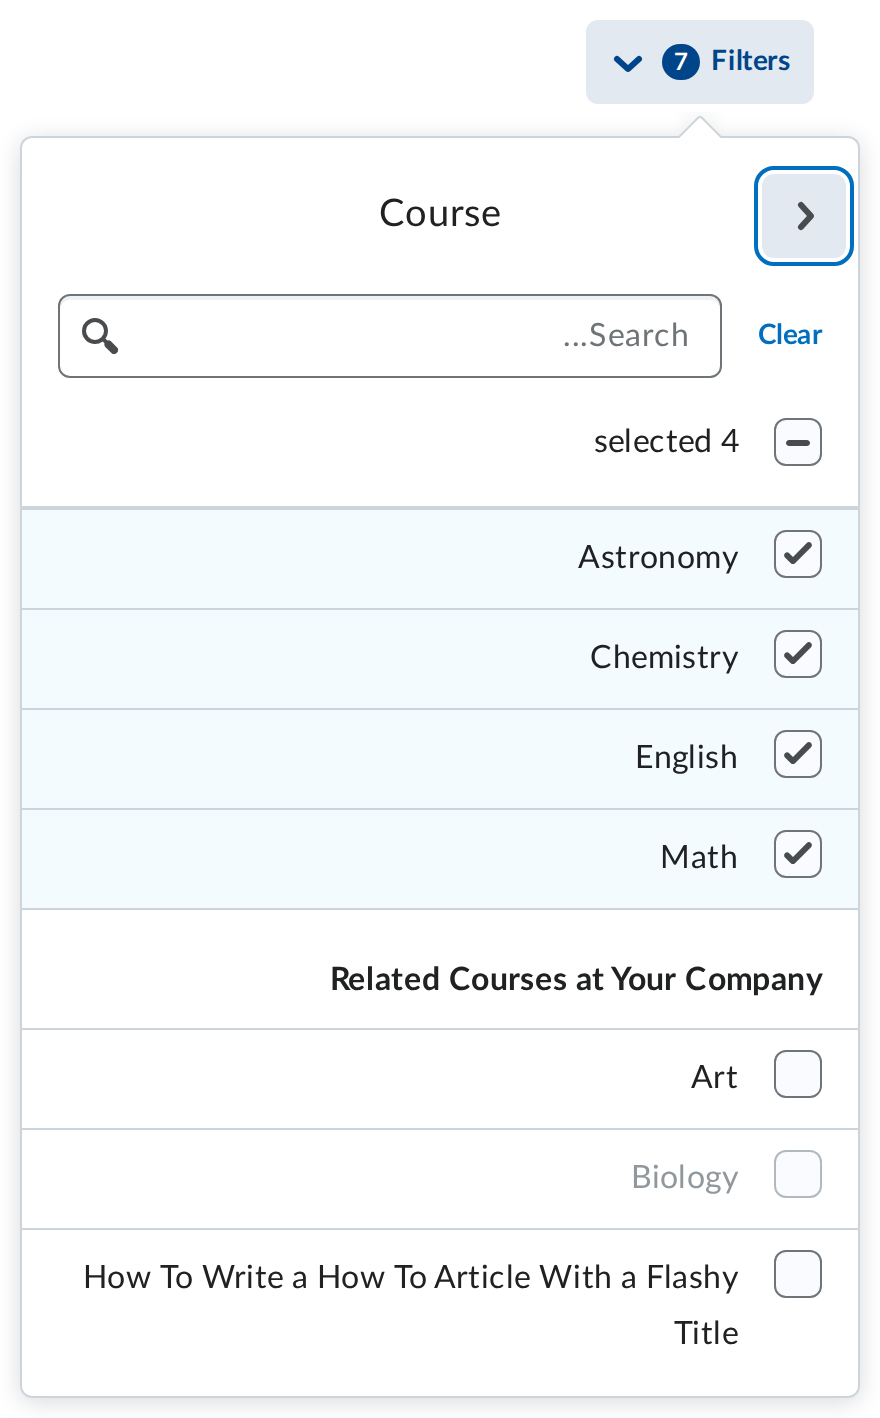 7 Filters
Course
...Search
Clear
selected 4
Astronomy
Chemistry
English
Math
Related Courses at Your Company
Art
Biology
How To Write a How To Article With a Flashy
Title